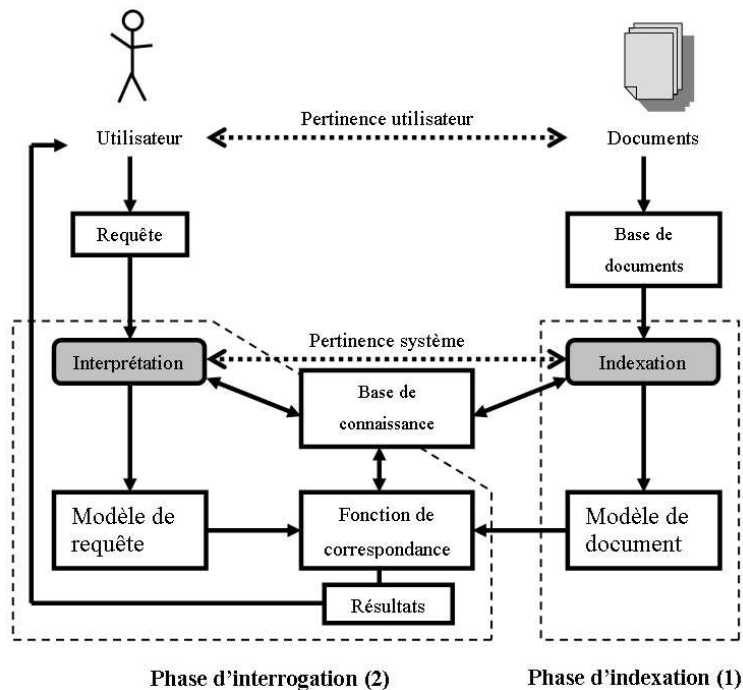 Pertinence utilisateur
Utilisateur
Documents
Requête
Base de
documents
Pertinence système
Interprétation
Indexation
Base de
connaissance
Modèle de
requête
Fonction de
correspondance
Modèle de
document
Résultats
Phase d'interrogation (2)
Phase d'indexation (1)